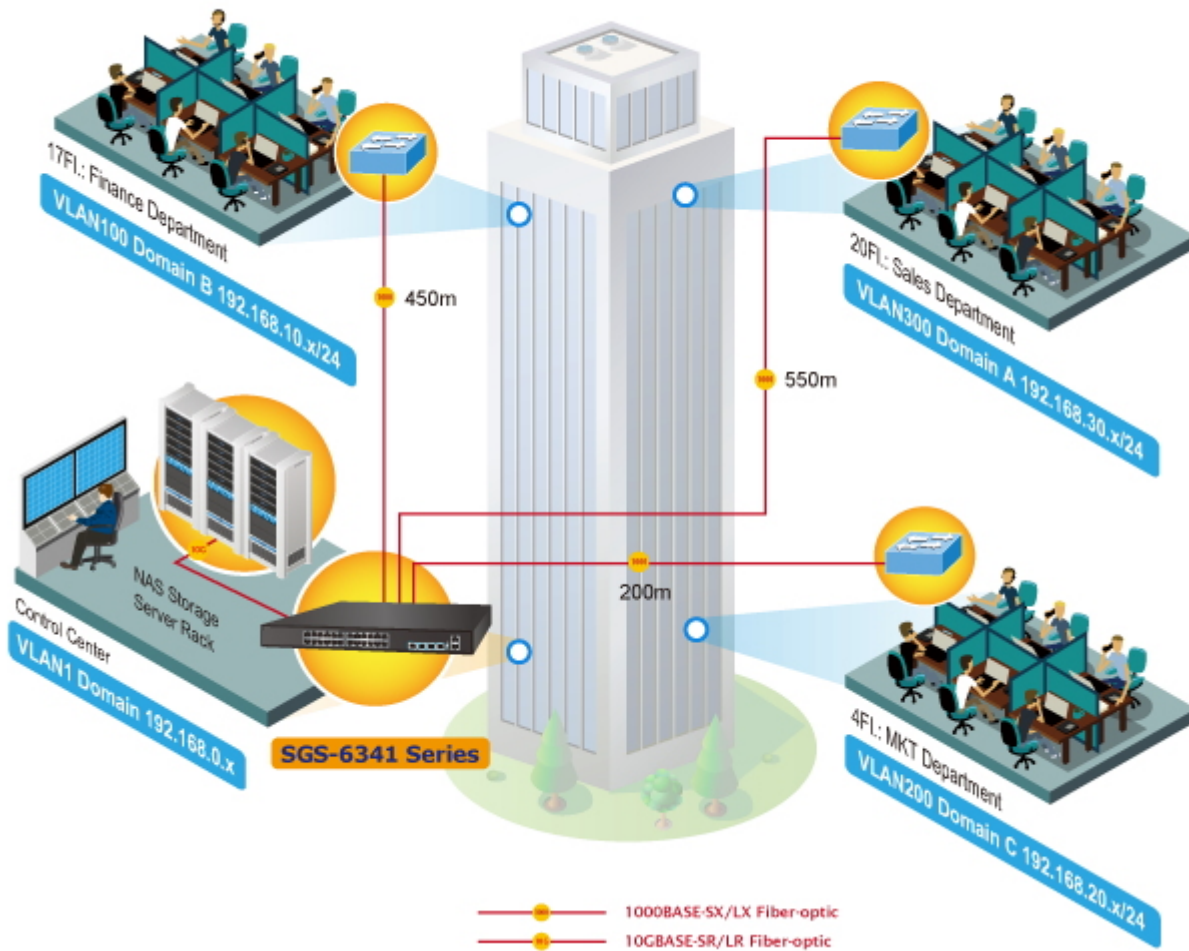 17Fl.: Finance Department
VLAN100 Domain B 192.168.10.x/24
450m
20Fl.: Sales Department
VLAN300 Domain A 192.168.30.x/24
550m
10G
NAS Storage
Server Rack
Control Center
VLAN1 Domain 192.168.0.x
SGS-6341 Series
200m
4Fl.: MKT Department
VLAN200 Domain C 192.168.20.x/24
1000BASE-SX/LX Fiber-optic
10GBASE-SR/LR Fiber-optic